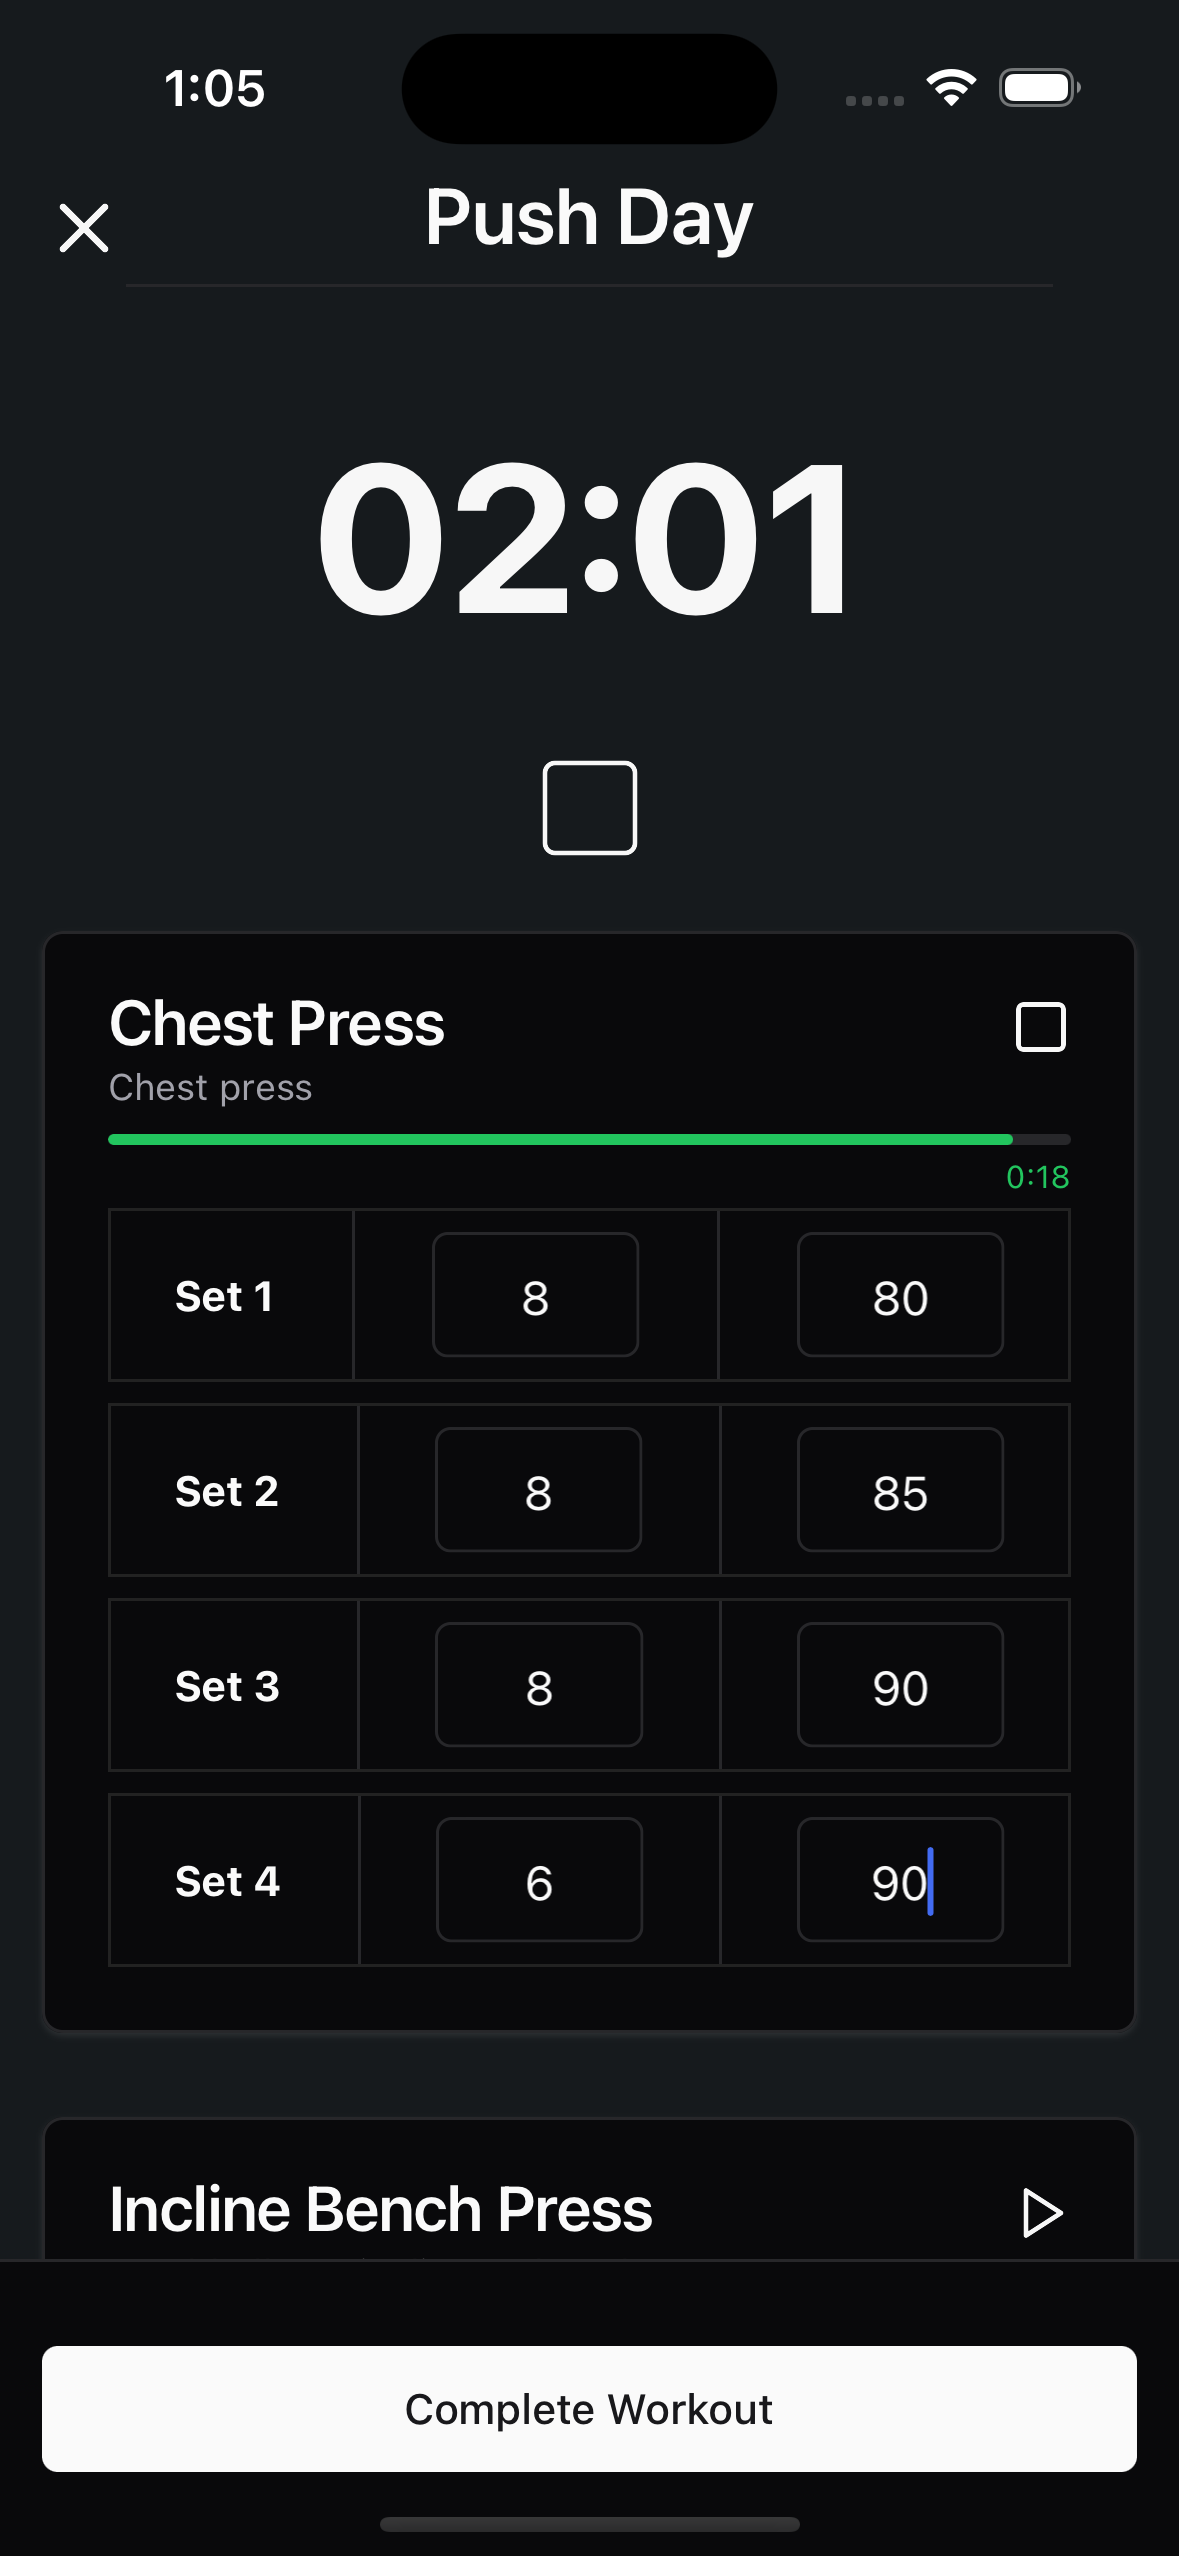 1:05
Push Day
02:01
Chest Press
Chest press
0:18
Set 1 8 80
Set 2 8 85
Set 3 8 90
Set 4 6 90
Incline Bench Press
Complete Workout